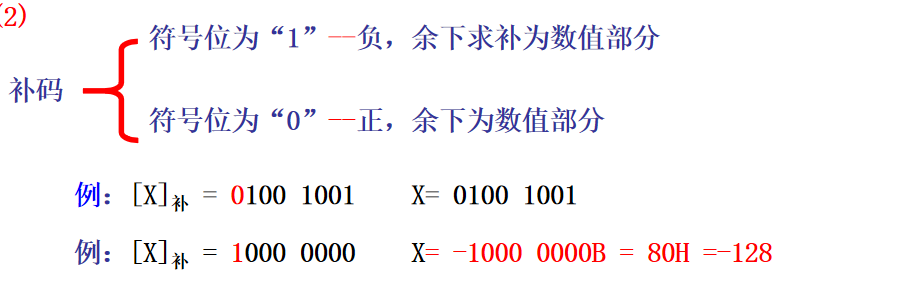 (2)
符号位为“1”--负，余下求补为数值部分
补码
符号位为“0”--正，余下为数值部分
例：[X]补 = 0100 1001 X= 0100 1001
例：[X]补 = 1000 0000 X= -1000 0000B = 80H =-128